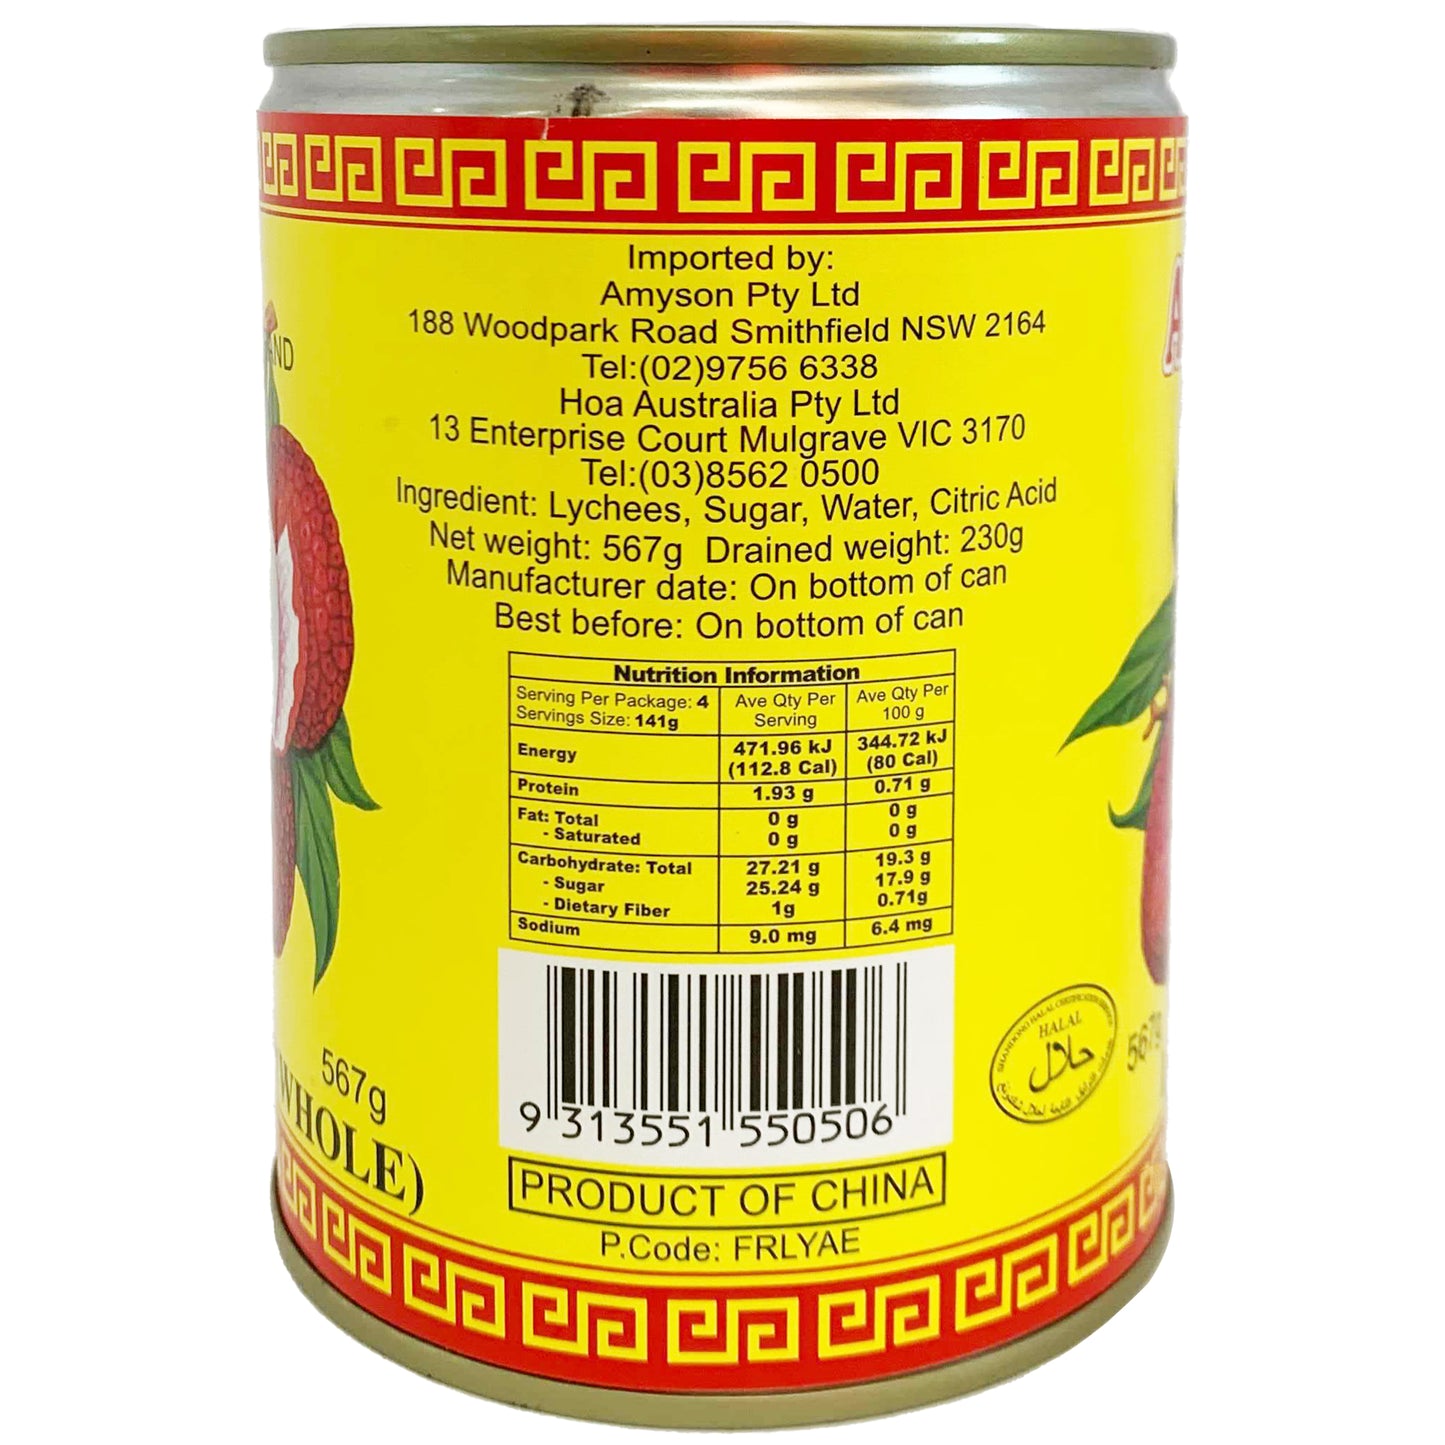 Imported by:
Amyson Pty Ltd
188 Woodpark Road Smithfield NSW 2164
Tel:(02)9756 6338
Hoa Australia Pty Ltd
13 Enterprise Court Mulgrave VIC 3170
Tel:(03)8562 0500
Ingredient: Lychees, Sugar, Water, Citric Acid
Net weight: 567g Drained weight: 230g
Manufacturer date: On bottom of can
Best before: On bottom of can
Nutrition Information
Serving Per Package: 4
Servings Size: 141g
Ave Qty Per Serving
Ave Qty Per 100 g
Energy 471.96 kJ (112.8 Cal) 344.72 kJ (80 Cal)
Protein 1.93 g 0.71 g
Fat: Total 0 g 0 g
- Saturated 0 g 0 g
Carbohydrate: Total 27.21 g 19.3 g
- Sugar 25.24 g 17.9 g
- Dietary Fiber 1g 0.71g
Sodium 9.0 mg 6.4 mg
9 313551 550506
PRODUCT OF CHINA
P.Code: FRLYAE
567g
WHOLE)
HALAL
حلال
567g